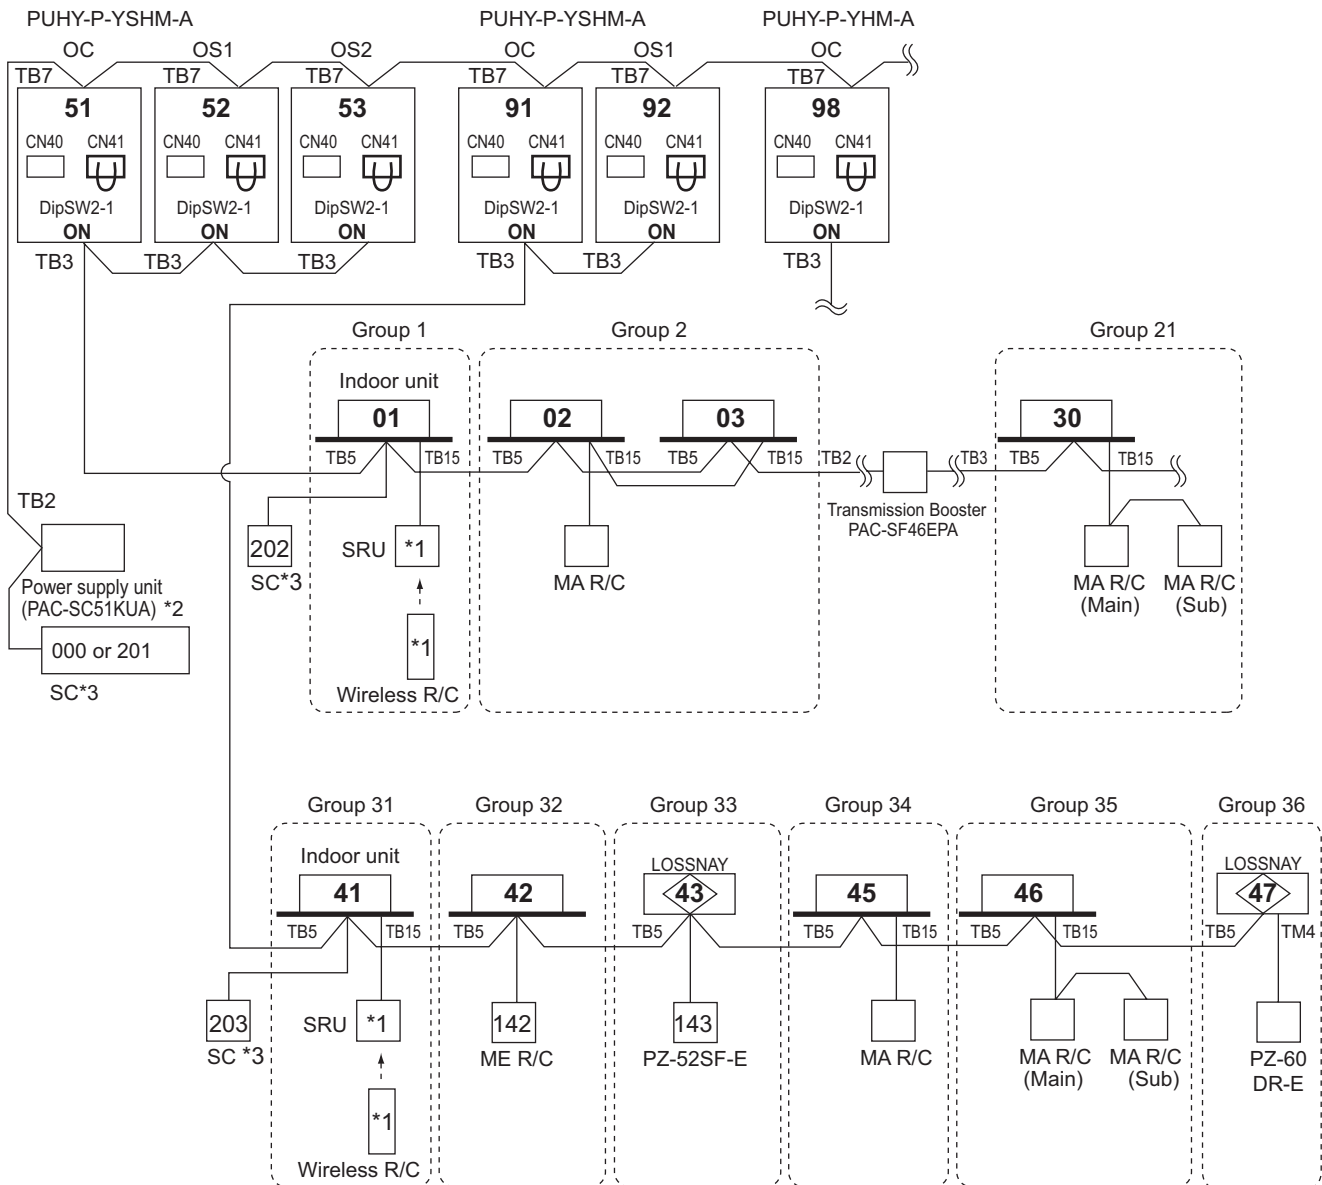 PUHY-P-YSHM-A PUHY-P-YSHM-A PUHY-P-YHM-A
OC OS1 OS2 OC OS1 OC
TB7 TB7 TB7 TB7 TB7 TB7
51 52 53 91 92 98
CN40 CN41 CN40 CN41 CN40 CN41 CN40 CN41 CN40 CN41 CN40 CN41
DipSW2-1 DipSW2-1 DipSW2-1 DipSW2-1 DipSW2-1 DipSW2-1
ON ON ON ON ON ON
TB3 TB3 TB3 TB3 TB3 TB3
Group 1 Group 2 Group 21
Indoor unit
01 02 03 30
TB5 TB15 TB5 TB15 TB5 TB15 TB2 TB3 TB5 TB15
Transmission Booster
PAC-SF46EPA
TB2
202 SRU *1
SC*3 MA R/C
MA R/C (Main) MA R/C (Sub)
Power supply unit
(PAC-SC51KUA) *2
000 or 201
SC*3
*1
Wireless R/C
Group 31 Group 32 Group 33 Group 34 Group 35 Group 36
Indoor unit LOSSNAY LOSSNAY
41 42 43 45 46 47
TB5 TB15 TB5 TB5 TB5 TB15 TB5 TB15 TB5 TM4
203 SRU *1 142 143
SC *3 ME R/C PZ-52SF-E MA R/C MA R/C (Main) MA R/C (Sub) PZ-60 DR-E
*1
Wireless R/C